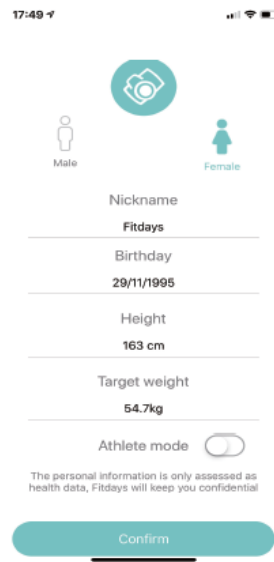 17:49
Male
Female
Nickname
Fitdays
Birthday
29/11/1995
Height
163 cm
Target weight
54.7kg
Athlete mode
The personal information is only assessed as
health data, Fitdays will keep you confidential
Confirm